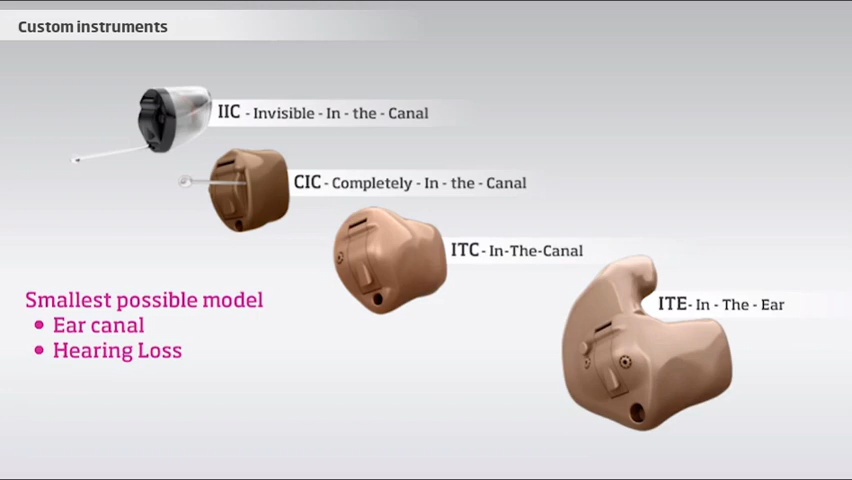 Custom instruments
IIC - Invisible - In - the - Canal
CIC - Completely - In - the - Canal
ITC - In-The-Canal
ITE- In - The - Ear
Smallest possible model
• Ear canal
• Hearing Loss